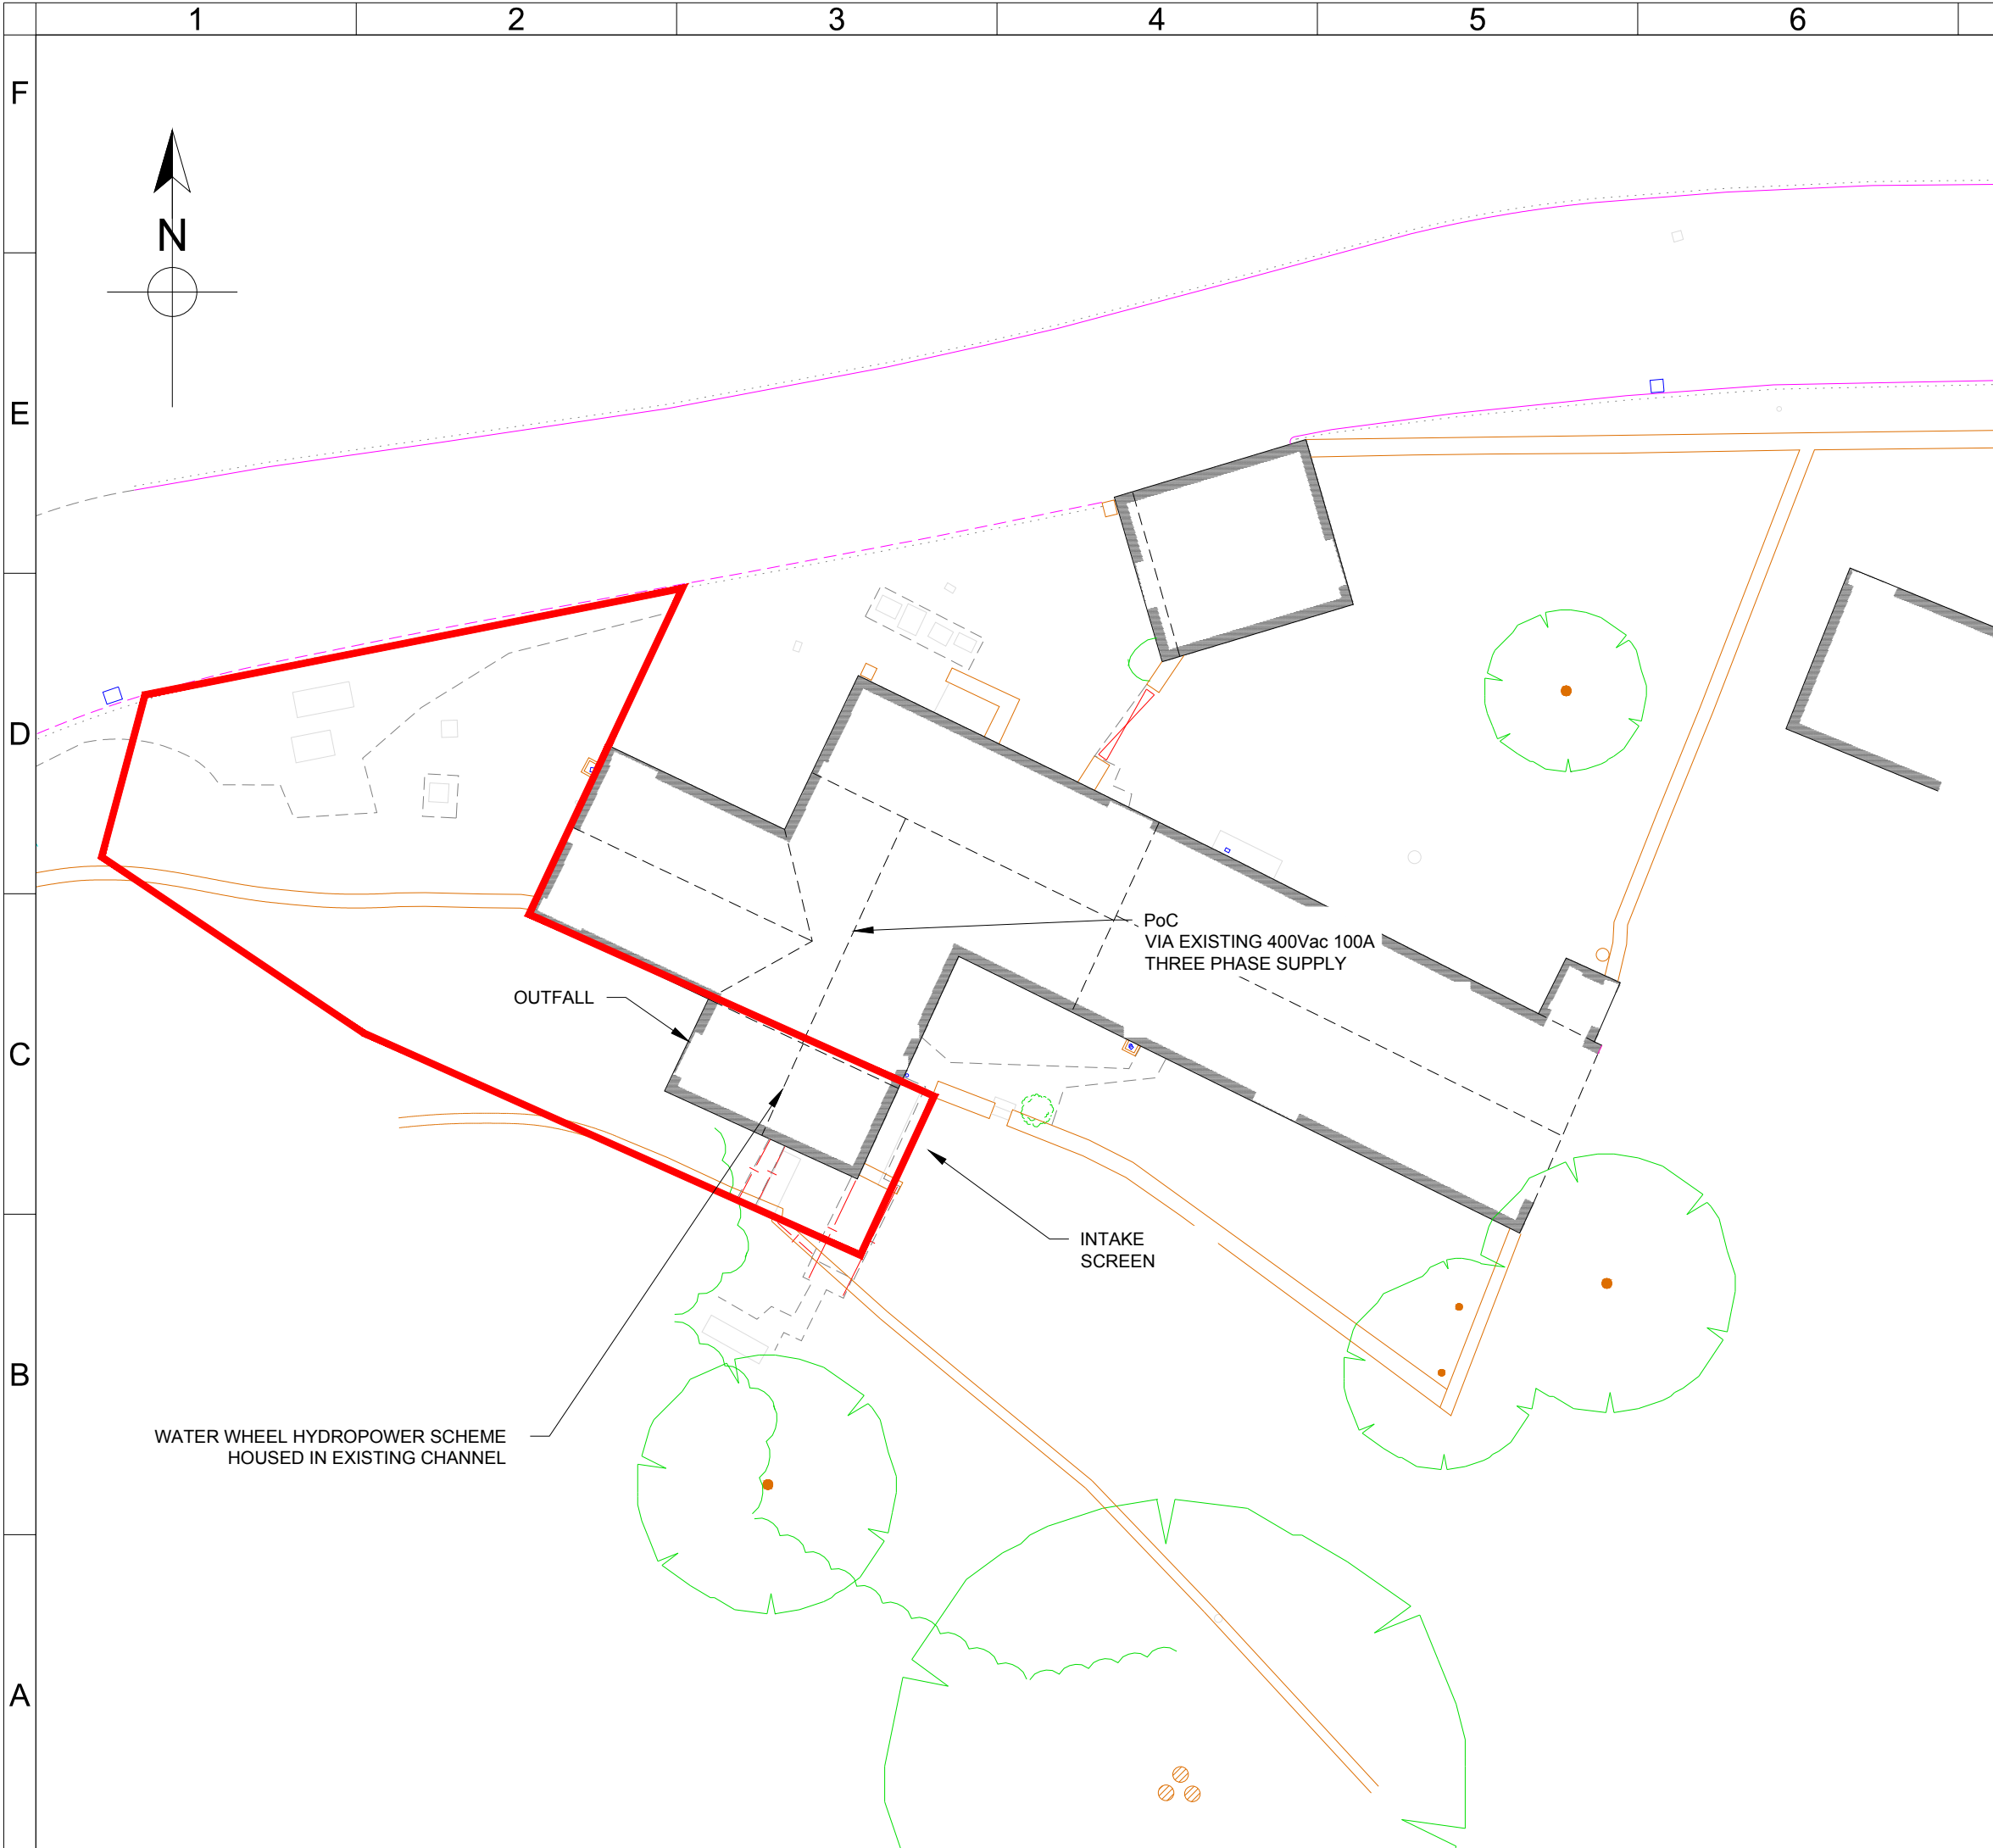 1 2 3 4 5 6
F
N
E
D
PoC
VIA EXISTING 400Vac 100A
THREE PHASE SUPPLY
OUTFALL
C
INTAKE
SCREEN
B
WATER WHEEL HYDROPOWER SCHEME
HOUSED IN EXISTING CHANNEL
A